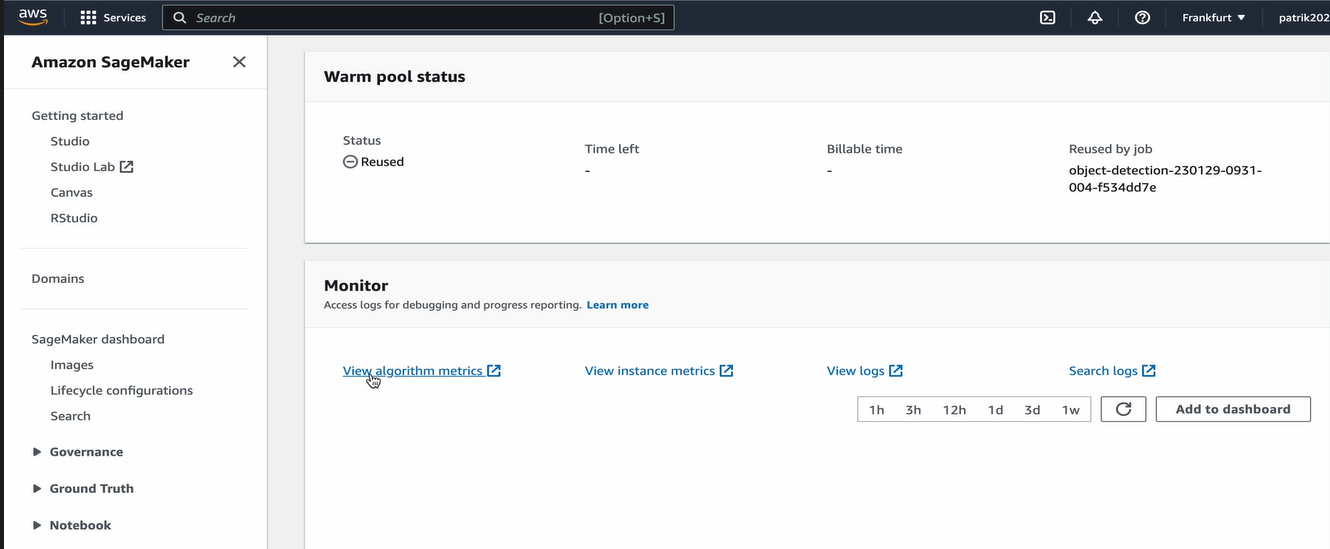 aws
Services
Search
[Option+S]
Frankfurt
patrik202
Amazon SageMaker
Getting started
Studio
Studio Lab
Canvas
RStudio
Domains
SageMaker dashboard
Images
Lifecycle configurations
Search
Governance
Ground Truth
Notebook
Warm pool status
Status
Reused
Time left
-
Billable time
-
Reused by job
object-detection-230129-0931-
004-f534dd7e
Monitor
Access logs for debugging and progress reporting. Learn more
View algorithm metrics
View instance metrics
View logs
Search logs
1h 3h 12h 1d 3d 1w
Add to dashboard